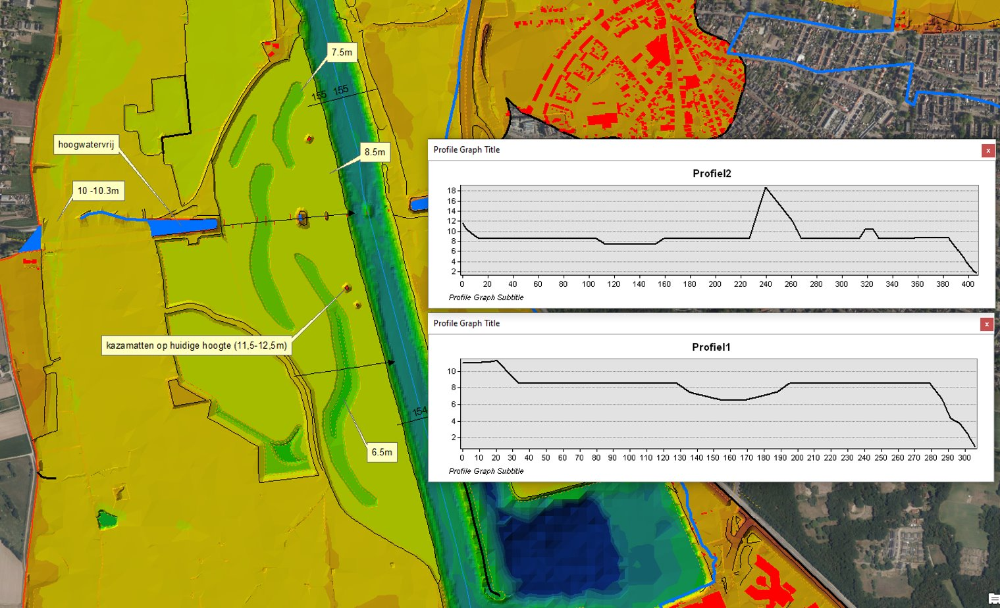 7.5m
155 155
hoogwatervrij
8.5m
10 -10.3m
kazamatten op huidige hoogte (11,5-12,5m)
154
6.5m
Profile Graph Title
x
Profiel2
18
16
14
12
10
8
6
4
2
0 20 40 60 80 100 120 140 160 180 200 220 240 260 280 300 320 340 360 380 400
Profile Graph Subtitle
Profile Graph Title
x
Profiel1
10
8
6
4
2
0 10 20 30 40 50 60 70 80 90 100 110 120 130 140 150 160 170 180 190 200 210 220 230 240 250 260 270 280 290 300
Profile Graph Subtitle